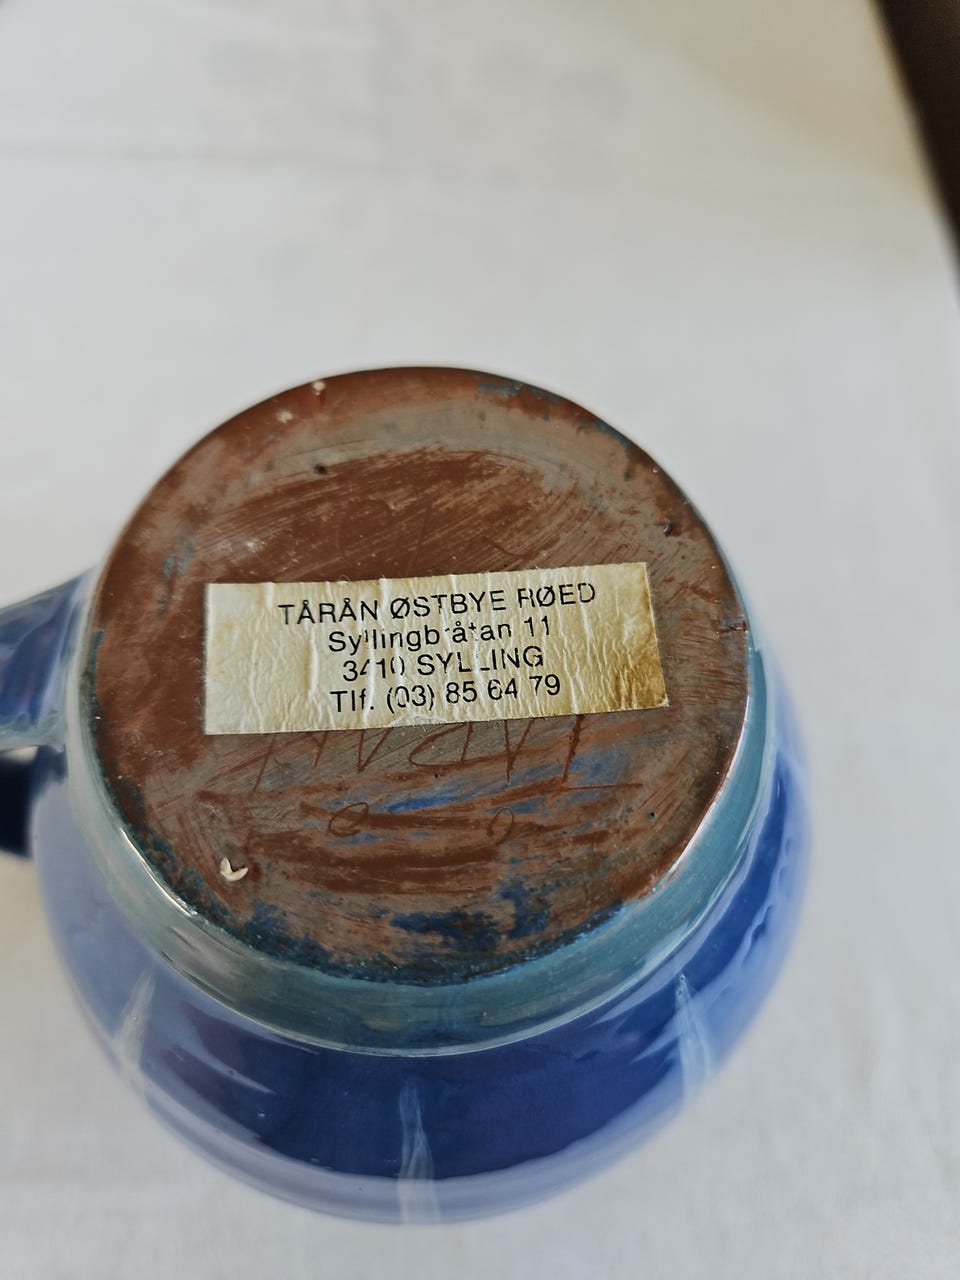 TÅRÅN ØSTBYE RØED
Syllingbråtan 11
3410 SYLLING
Tlf. (03) 85 64 79